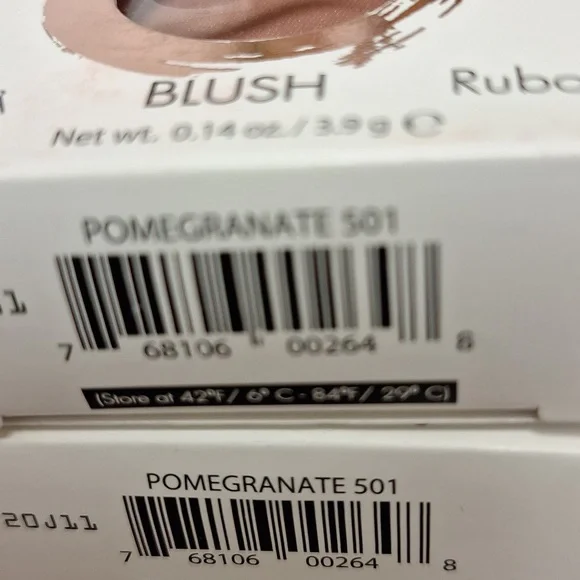 BLUSH
Net wt. 0.14 oz./3.9 g ℮
POMEGRANATE 501
7 68106 00264 8
(Store at 42°F/ 6° C - 84°F/ 29° C)
POMEGRANATE 501
20J11
7 68106 00264 8